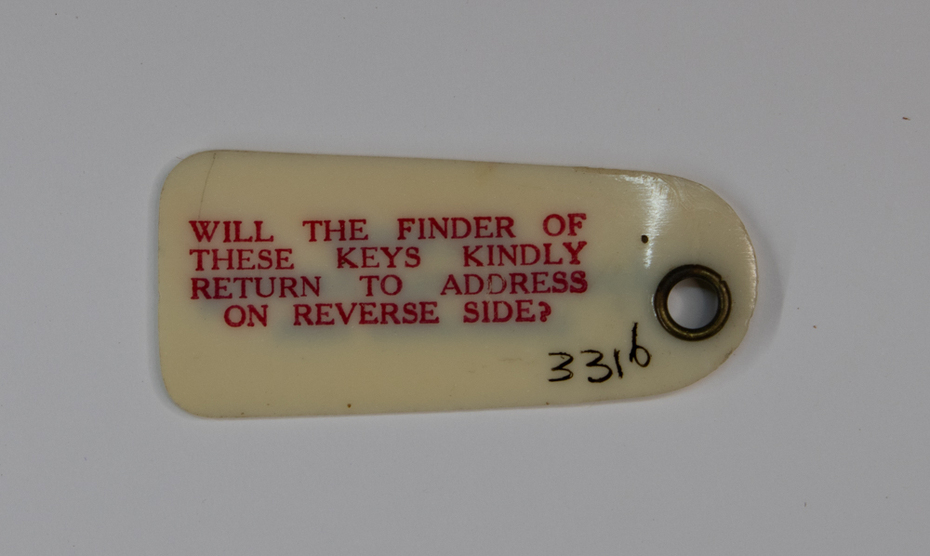 WILL THE FINDER OF
THESE KEYS KINDLY
RETURN TO ADDRESS
ON REVERSE SIDE?
3316